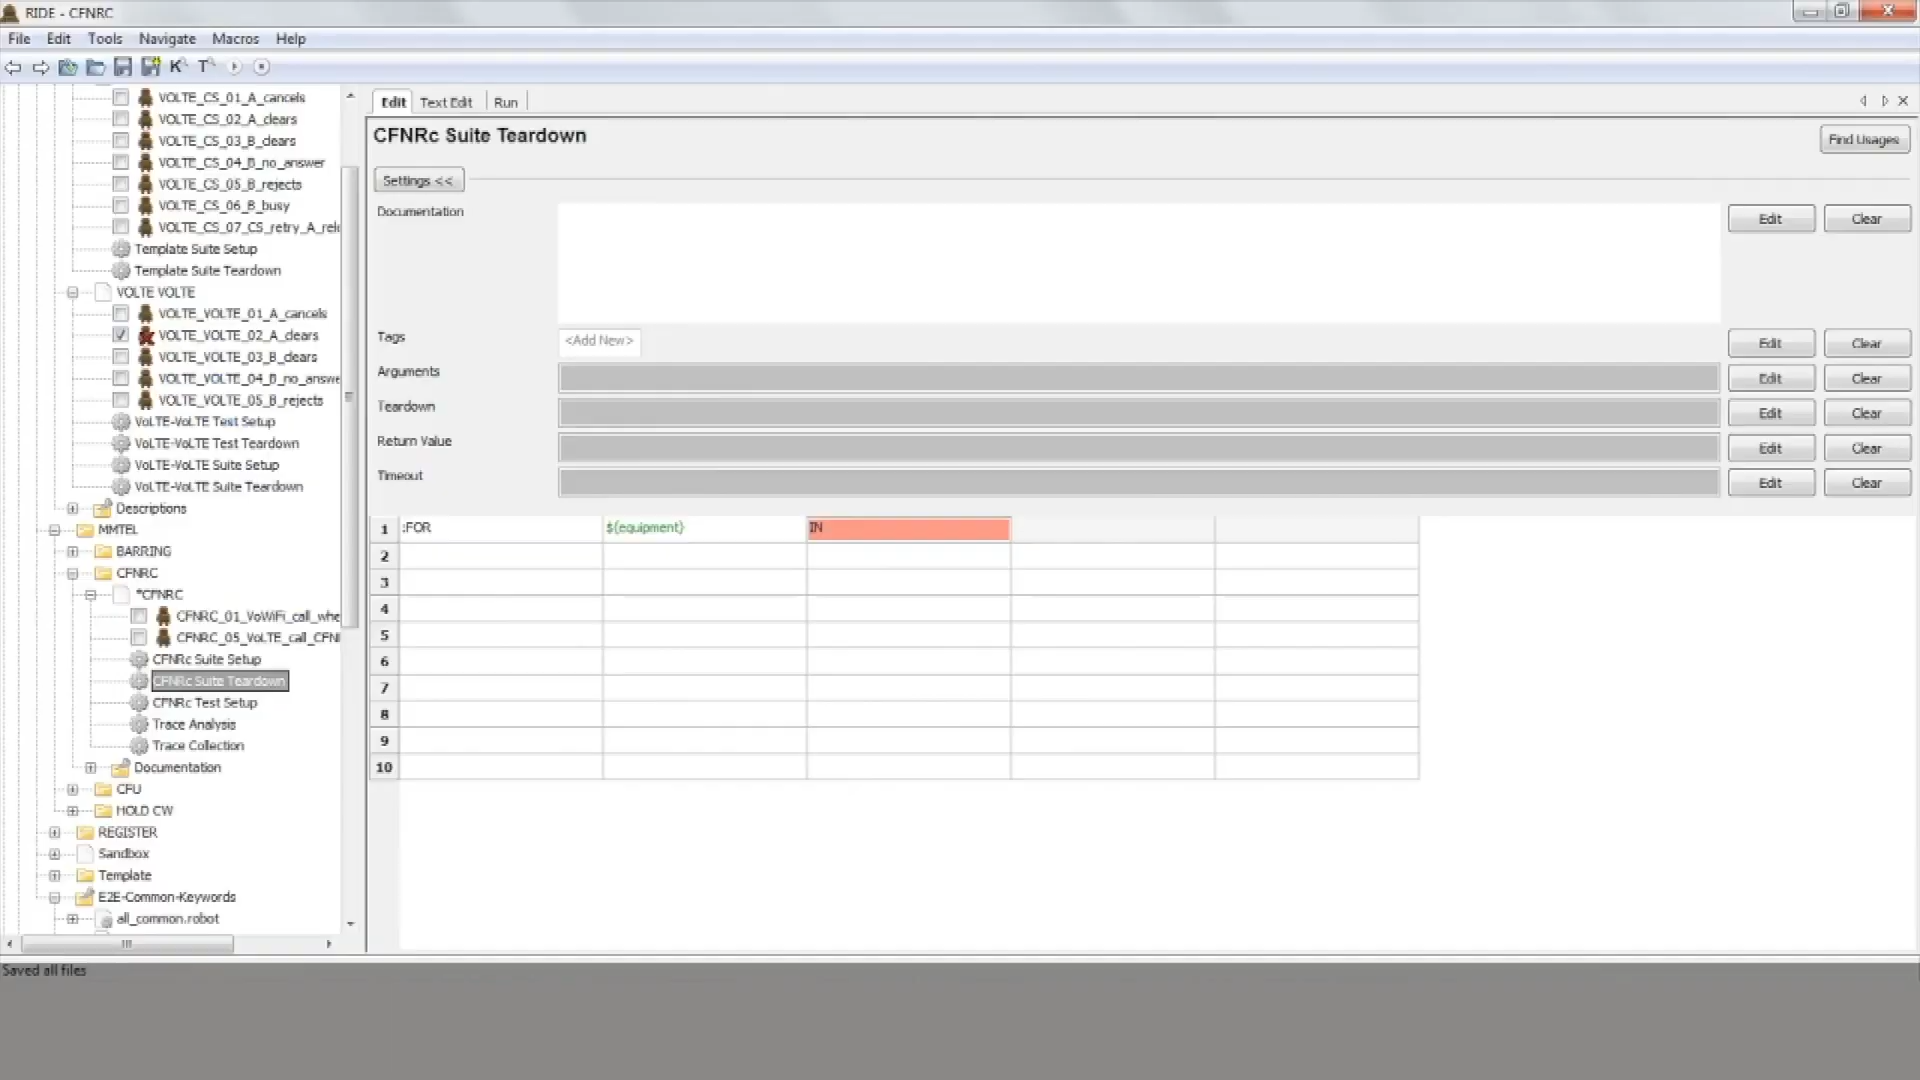 RIDE - CFNRC
File Edit Tools Navigate Macros Help
K T
VOLTE_CS_01_A_cancels
VOLTE_CS_02_A_clears
VOLTE_CS_03_B_clears
VOLTE_CS_04_B_no_answer
VOLTE_CS_05_B_rejects
VOLTE_CS_06_B_busy
VOLTE_CS_07_CS_retry_A_rel
Template Suite Setup
Template Suite Teardown
VOLTE VOLTE
VOLTE_VOLTE_01_A_cancels
VOLTE_VOLTE_02_A_clears
VOLTE_VOLTE_03_B_clears
VOLTE_VOLTE_04_B_no_answe
VOLTE_VOLTE_05_B_rejects
VoLTE-VoLTE Test Setup
VoLTE-VoLTE Test Teardown
VoLTE-VoLTE Suite Setup
VoLTE-VoLTE Suite Teardown
Descriptions
MMTEL
BARRING
CFNRC
*CFNRC
CFNRC_01_VoWiFi_call_whe
CFNRC_05_VoLTE_call_CFN
CFNRc Suite Setup
CFNRc Suite Teardown
CFNRc Test Setup
Trace Analysis
Trace Collection
Documentation
CFU
HOLD CW
REGISTER
Sandbox
Template
E2E-Common-Keywords
all_common.robot
Edit Text Edit Run
CFNRc Suite Teardown
Find Usages
Settings <<
Documentation Edit Clear
Tags <Add New> Edit Clear
Arguments Edit Clear
Teardown Edit Clear
Return Value Edit Clear
Timeout Edit Clear
1 :FOR ${equipment} IN
2
3
4
5
6
7
8
9
10
Saved all files